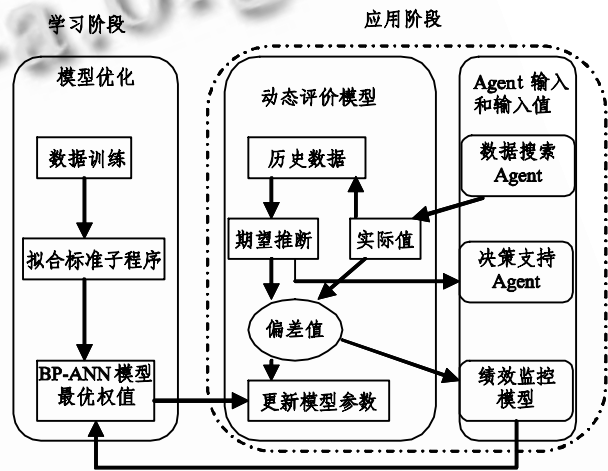 学习阶段
应用阶段
模型优化
数据训练
拟合标准子程序
BP-ANN 模型
最优权值
动态评价模型
历史数据
期望推断
实际值
偏差值
更新模型参数
Agent 输入
和输入值
数据搜索
Agent
决策支持
Agent
绩效监控
模型